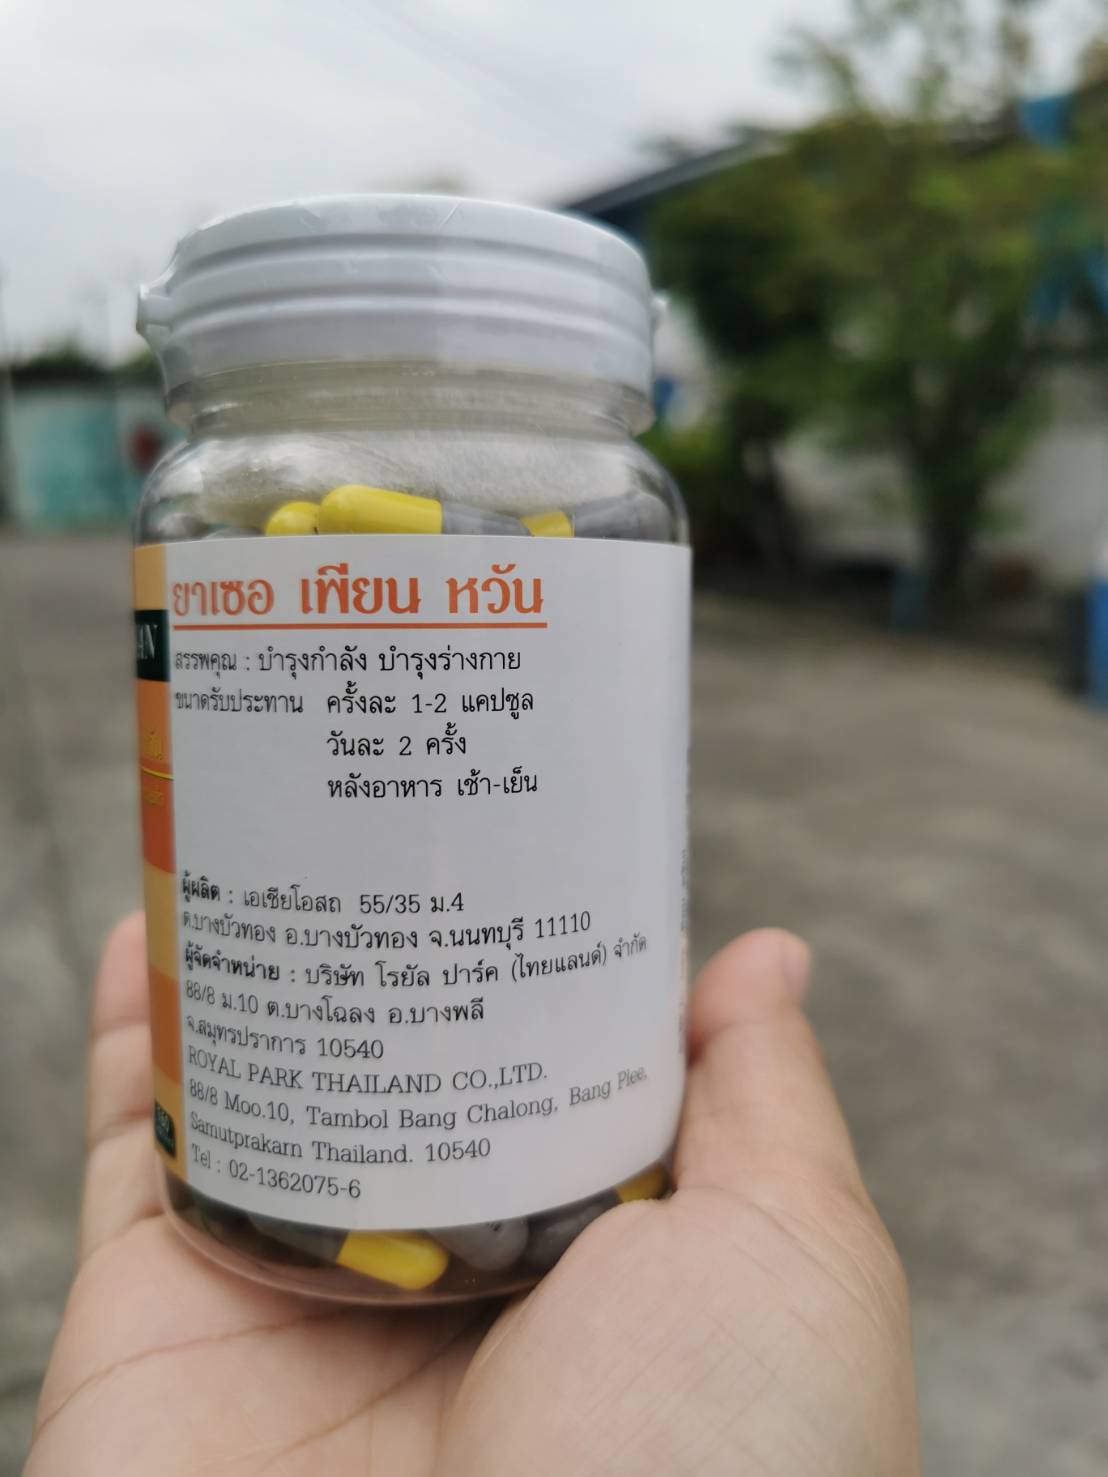 ยาเซอ เพียน หวัน
สรรพคุณ : บำรุงกำลัง บำรุงร่างกาย
ขนาดรับประทาน ครั้งละ 1-2 แคปซูล
วันละ 2 ครั้ง
หลังอาหาร เช้า-เย็น
ผู้ผลิต : เอเชียโอสถ 55/35 ม.4
ต.บางบัวทอง อ.บางบัวทอง จ.นนทบุรี 11110
ผู้จัดจำหน่าย : บริษัท โรยัล ปาร์ค (ไทยแลนด์) จำกัด
88/8 ม.10 ต.บางโฉลง อ.บางพลี
จ.สมุทรปราการ 10540
ROYAL PARK THAILAND CO.,LTD.
88/8 Moo.10, Tambol Bang Chalong, Bang Plee,
Samutprakarn Thailand. 10540
Tel : 02-1362075-6